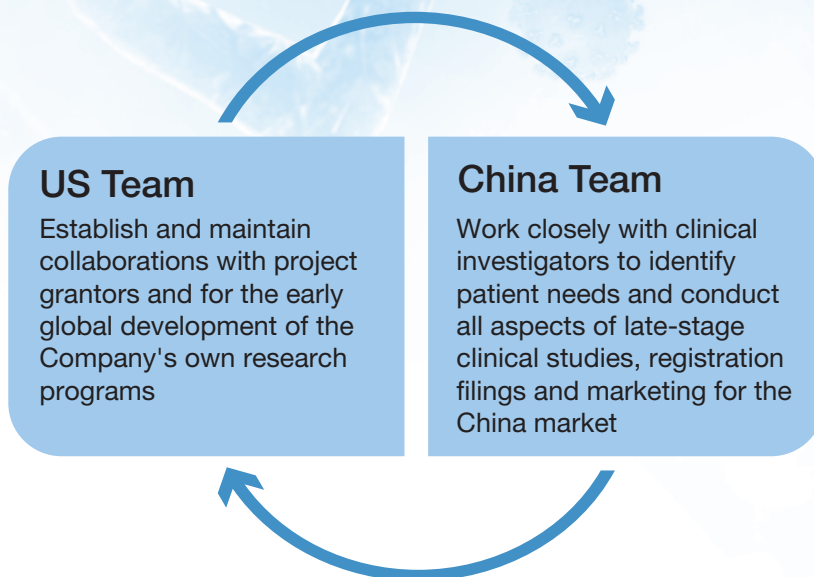 US Team
Establish and maintain
collaborations with project
grantors and for the early
global development of the
Company's own research
programs
China Team
Work closely with clinical
investigators to identify
patient needs and conduct
all aspects of late-stage
clinical studies, registration
filings and marketing for the
China market